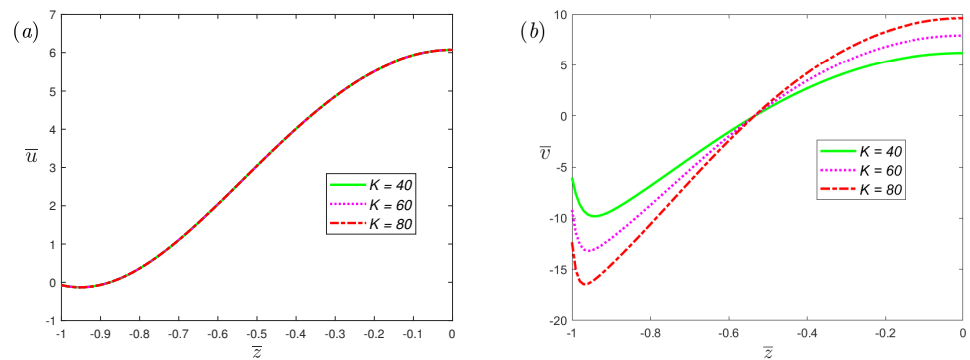 (a)
7
6
5
4
3
2
1
0
-1
u̅
-1 -0.9 -0.8 -0.7 -0.6 -0.5 -0.4 -0.3 -0.2 -0.1 0
z̅
K = 40
K = 60
K = 80
(b)
10
5
0
-5
-10
-15
-20
v̅
-1 -0.8 -0.6 -0.4 -0.2 0
z̅
K = 40
K = 60
K = 80